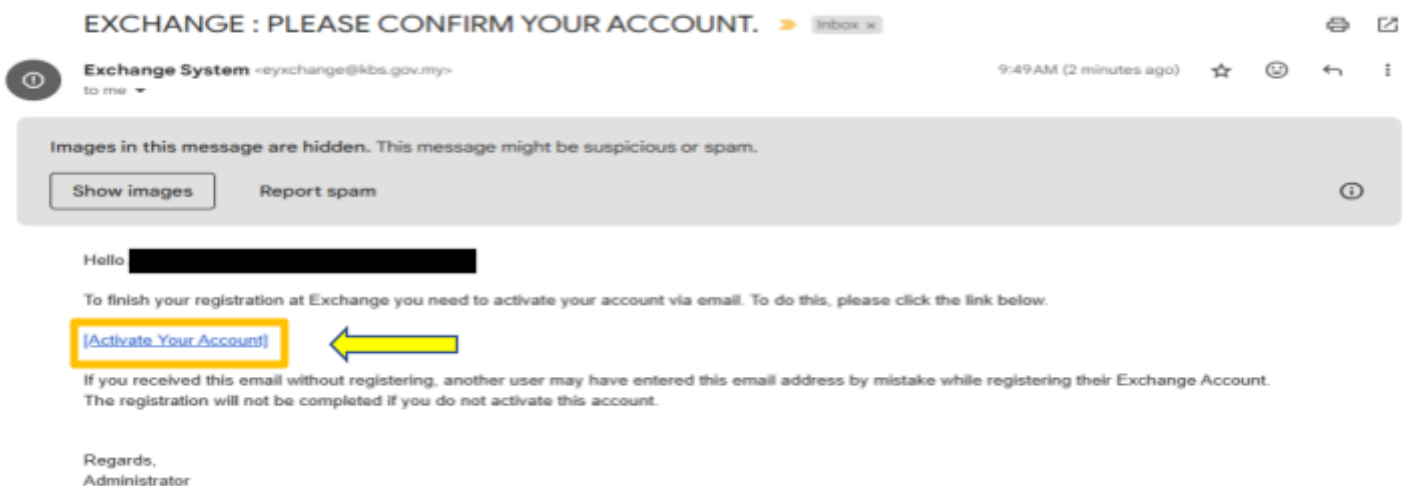 EXCHANGE : PLEASE CONFIRM YOUR ACCOUNT. Inbox x
Exchange System <eyxchange@kbs.gov.my> 9:49 AM (2 minutes ago)
to me
Images in this message are hidden. This message might be suspicious or spam.
Show images Report spam
Hello
To finish your registration at Exchange you need to activate your account via email. To do this, please click the link below.
[Activate Your Account]
If you received this email without registering, another user may have entered this email address by mistake while registering their Exchange Account.
The registration will not be completed if you do not activate this account.
Regards,
Administrator